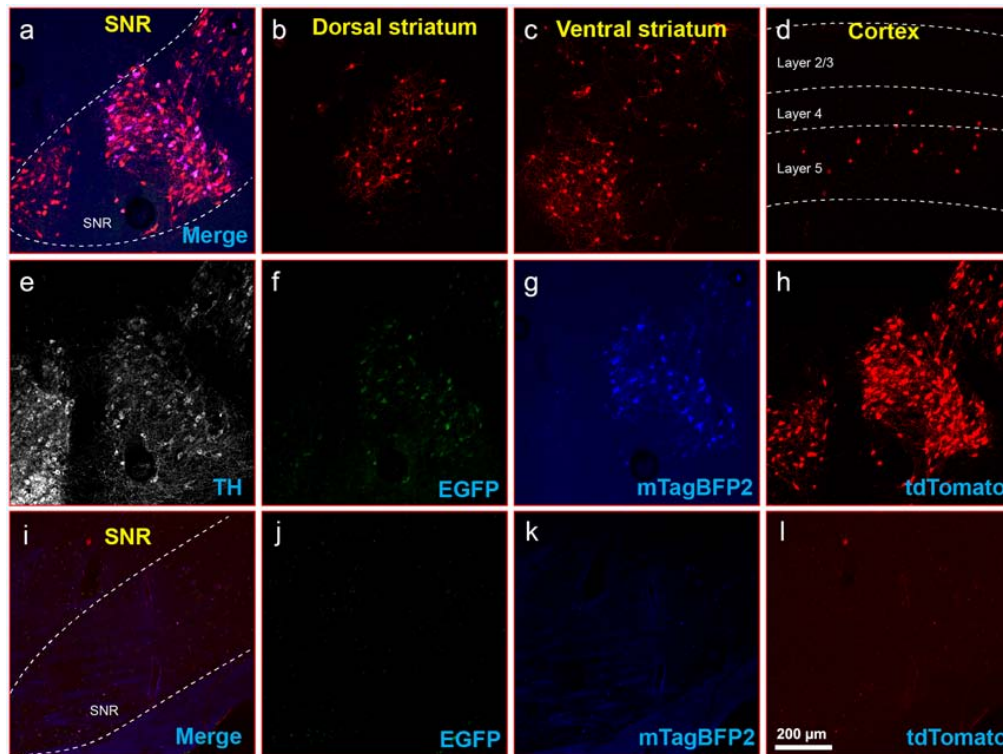 a
SNR
SNR
Merge
b
Dorsal striatum
c
Ventral striatum
d
Cortex
Layer 2/3
Layer 4
Layer 5
e
TH
f
EGFP
g
mTagBFP2
h
tdTomato
i
SNR
SNR
Merge
j
EGFP
k
mTagBFP2
l
200 µm
tdTomato